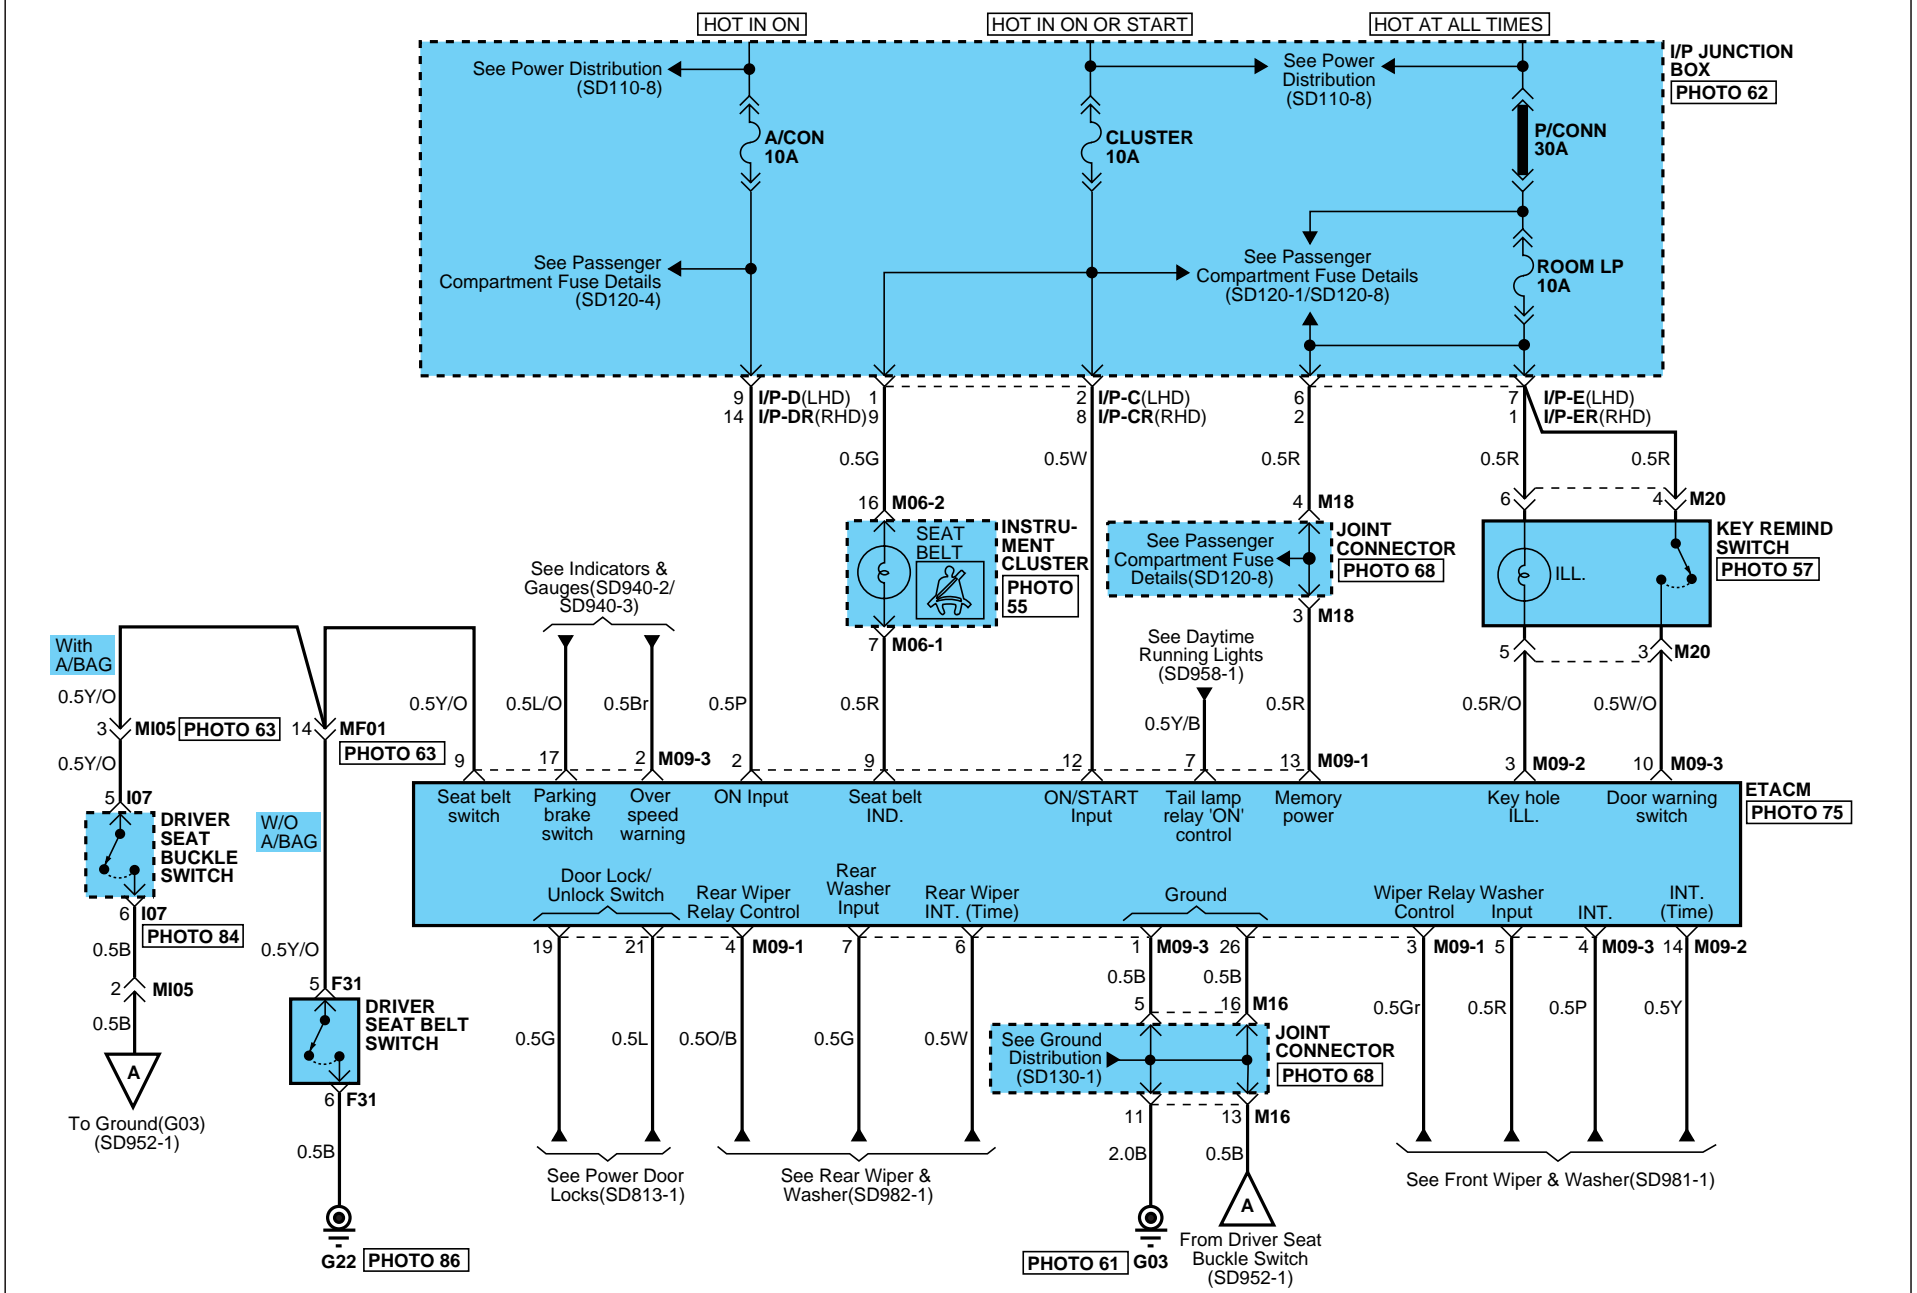 HOT IN ON
HOT IN ON OR START
HOT AT ALL TIMES
I/P JUNCTION
BOX
PHOTO 62
See Power Distribution
(SD110-8)
See Power
Distribution
(SD110-8)
A/CON
10A
CLUSTER
10A
P/CONN
30A
See Passenger
Compartment Fuse Details
(SD120-4)
See Passenger
Compartment Fuse Details
(SD120-1/SD120-8)
ROOM LP
10A
9 I/P-D(LHD) 1
14 I/P-DR(RHD) 9
2 I/P-C(LHD)
8 I/P-CR(RHD)
6
2
7 I/P-E(LHD)
1 I/P-ER(RHD)
0.5G
0.5W
0.5R
0.5R
0.5R
16 M06-2
4 M18
6
4 M20
SEAT
BELT
INSTRU-
MENT
CLUSTER
PHOTO
55
See Passenger
Compartment Fuse
Details(SD120-8)
JOINT
CONNECTOR
PHOTO 68
ILL.
KEY REMIND
SWITCH
PHOTO 57
See Indicators &
Gauges(SD940-2/
SD940-3)
7 M06-1
3 M18
5
3 M20
See Daytime
Running Lights
(SD958-1)
With
A/BAG
0.5Y/O
0.5Y/O
0.5L/O
0.5Br
0.5P
0.5R
0.5Y/B
0.5R
0.5R/O
0.5W/O
3 MI05 PHOTO 63
14 MF01
PHOTO 63
0.5Y/O
9
17
2 M09-3
2
9
12
7
13 M09-1
3 M09-2
10 M09-3
ETACM
PHOTO 75
Seat belt
switch
Parking
brake
switch
Over
speed
warning
ON Input
Seat belt
IND.
ON/START
Input
Tail lamp
relay 'ON'
control
Memory
power
Key hole
ILL.
Door warning
switch
5 I07
DRIVER
SEAT
BUCKLE
SWITCH
W/O
A/BAG
Door Lock/
Unlock Switch
Rear Wiper
Relay Control
Rear
Washer
Input
Rear Wiper
INT. (Time)
Ground
Wiper Relay
Control
Washer
Input
INT.
INT.
(Time)
6 I07
PHOTO 84
0.5B
0.5Y/O
19
21
4 M09-1
7
6
1 M09-3
26
3 M09-1
5
4 M09-3
14 M09-2
2 MI05
0.5B
5 F31
DRIVER
SEAT BELT
SWITCH
0.5B
0.5B
5
16 M16
0.5G
0.5L
0.5O/B
0.5G
0.5W
0.5Gr
0.5R
0.5P
0.5Y
See Ground
Distribution
(SD130-1)
JOINT
CONNECTOR
PHOTO 68
A
To Ground(G03)
(SD952-1)
6 F31
0.5B
11
13 M16
2.0B
0.5B
See Power Door
Locks(SD813-1)
See Rear Wiper &
Washer(SD982-1)
See Front Wiper & Washer(SD981-1)
A
G22 PHOTO 86
PHOTO 61 G03
From Driver Seat
Buckle Switch
(SD952-1)